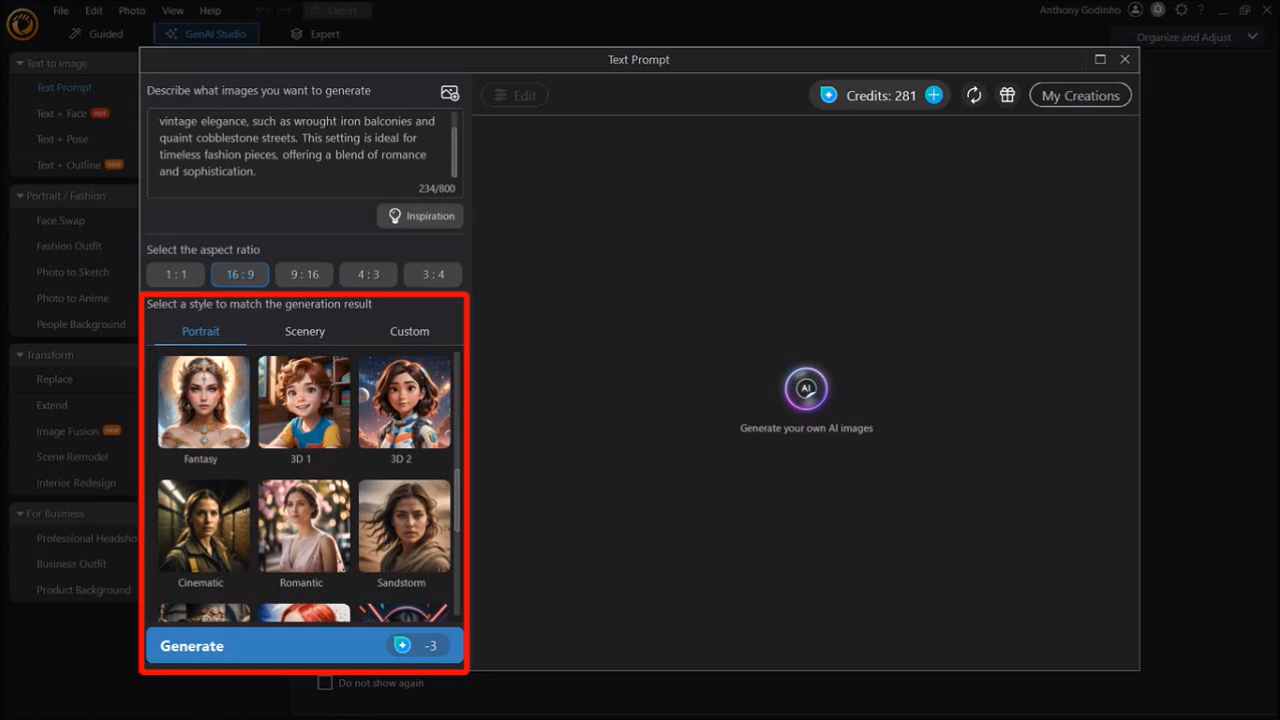 File Edit Photo View Help Export
Anthony Godinho
Guided GenAI Studio Expert
Organize and Adjust
Text to Image
Text Prompt
Text + Face HOT
Text + Pose
Text + Outline NEW
Portrait / Fashion
Face Swap
Fashion Outfit
Photo to Sketch
Photo to Anime
People Background
Transform
Replace
Extend
Image Fusion NEW
Scene Remodel
Interior Redesign
For Business
Professional Headsho
Business Outfit
Product Background
Text Prompt
Describe what images you want to generate
vintage elegance, such as wrought iron balconies and
quaint cobblestone streets. This setting is ideal for
timeless fashion pieces, offering a blend of romance
and sophistication.
234/800
Inspiration
Select the aspect ratio
1 : 1 16 : 9 9 : 16 4 : 3 3 : 4
Select a style to match the generation result
Portrait Scenery Custom
Fantasy 3D 1 3D 2
Cinematic Romantic Sandstorm
Generate -3
Edit
Credits: 281
My Creations
AI
Generate your own AI images
Do not show again